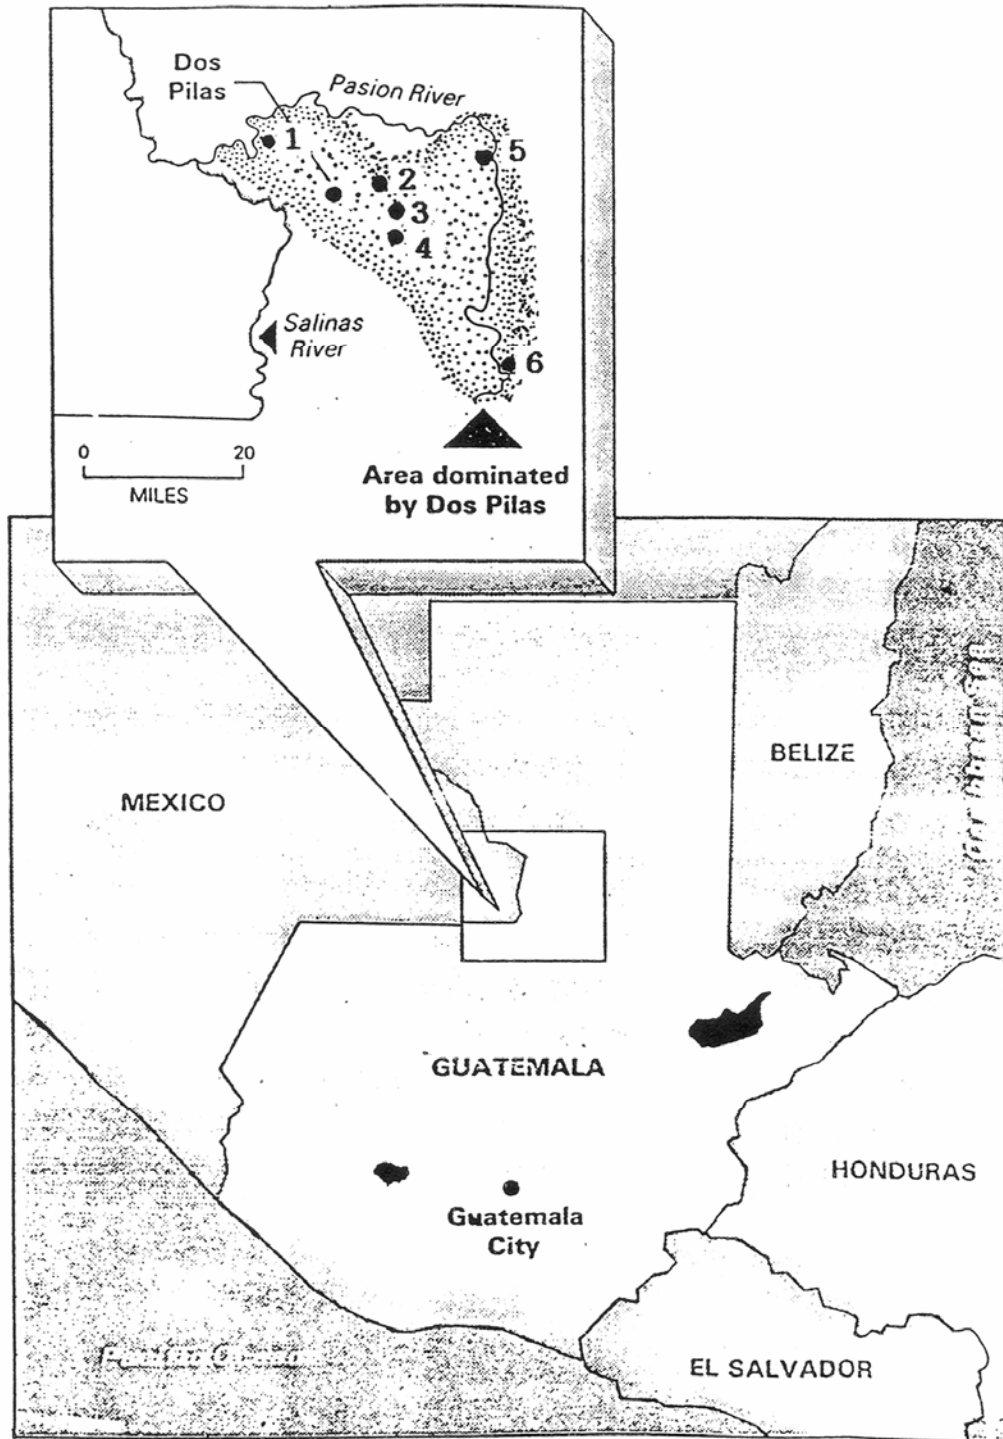 Dos
Pilas
Pasion River
1
2
3
4
5
6
Salinas
River
0 20
MILES
Area dominated
by Dos Pilas
BELIZE
MEXICO
GUATEMALA
HONDURAS
Guatemala
City
EL SALVADOR